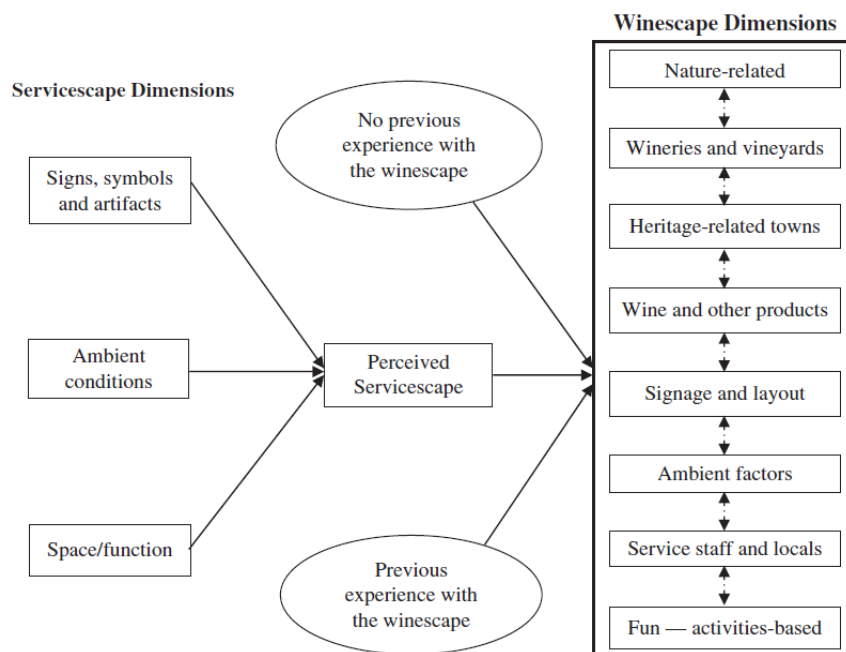 Winescape Dimensions
Servicescape Dimensions
Signs, symbols
and artifacts
Ambient
conditions
Space/function
No previous
experience with
the winescape
Perceived
Servicescape
Previous
experience with
the winescape
Nature-related
Wineries and vineyards
Heritage-related towns
Wine and other products
Signage and layout
Ambient factors
Service staff and locals
Fun — activities-based